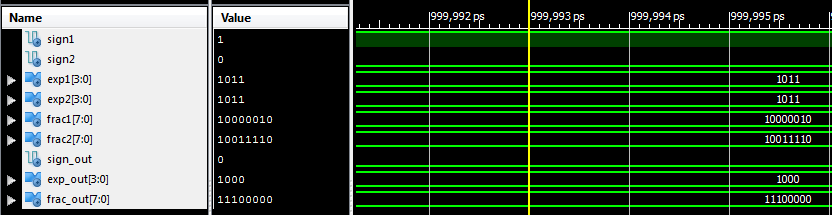 Name Value 999,992 ps 999,993 ps 999,994 ps 999,995 ps
sign1 1
sign2 0
exp1[3:0] 1011 1011
exp2[3:0] 1011 1011
frac1[7:0] 10000010 10000010
frac2[7:0] 10011110 10011110
sign_out 0
exp_out[3:0] 1000 1000
frac_out[7:0] 11100000 11100000